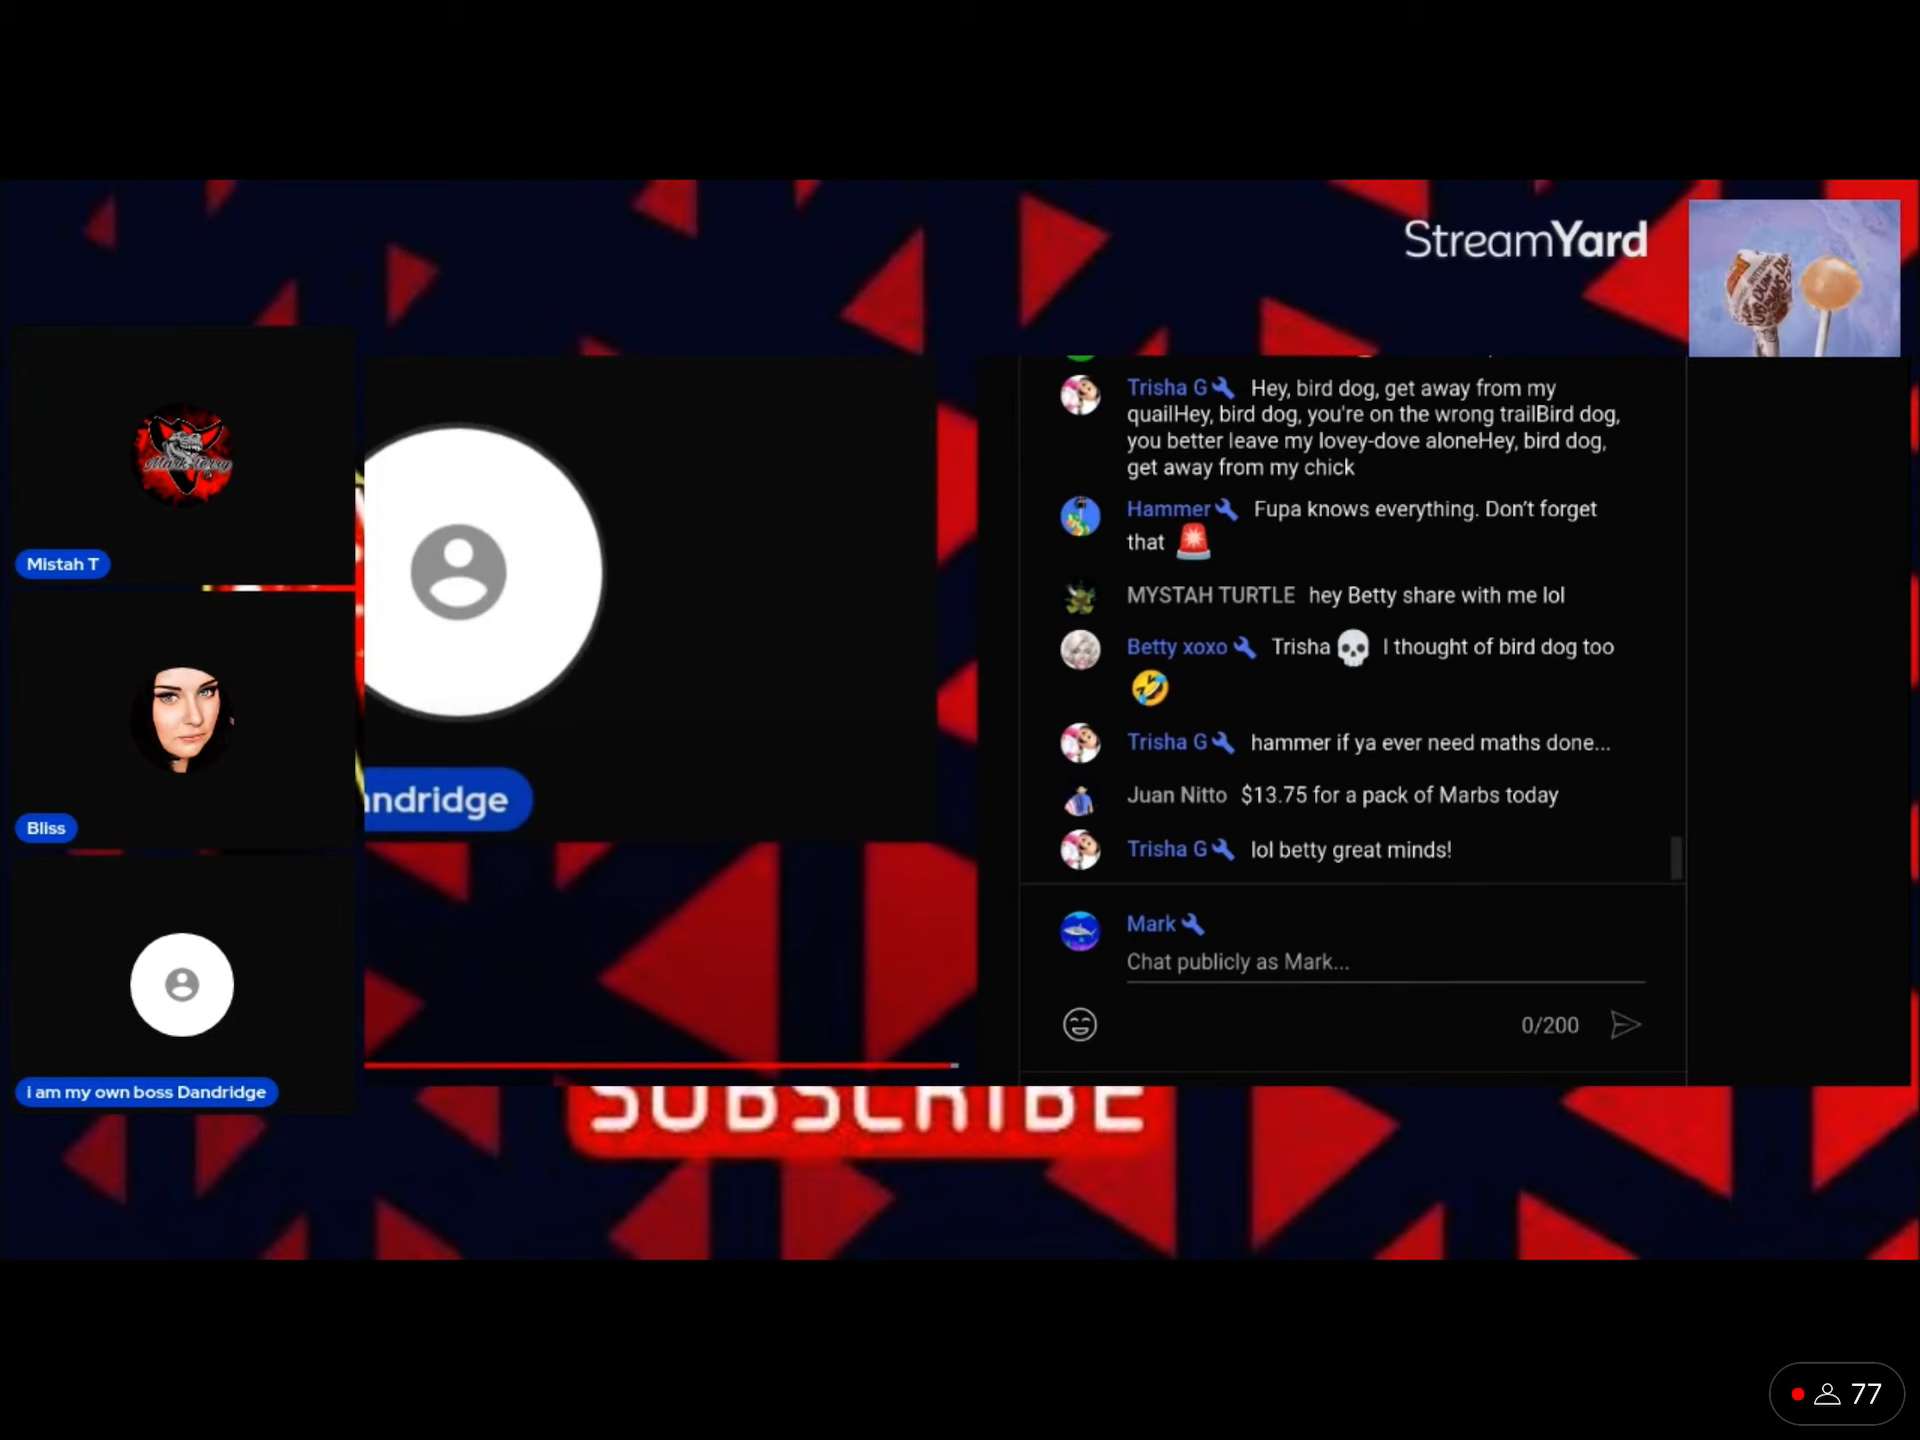 StreamYard
DUM DUMS
Mistah T
Bliss
i am my own boss Dandridge
andridge
Trisha G Hey, bird dog, get away from my
quailHey, bird dog, you're on the wrong trailBird dog,
you better leave my lovey-dove aloneHey, bird dog,
get away from my chick
Hammer Fupa knows everything. Don’t forget
that 🚨
MYSTAH TURTLE hey Betty share with me lol
Betty xoxo Trisha 💀 I thought of bird dog too
🤣
Trisha G hammer if ya ever need maths done...
Juan Nitto $13.75 for a pack of Marbs today
Trisha G lol betty great minds!
Mark
Chat publicly as Mark...
0/200
SUBSCRIBE
77